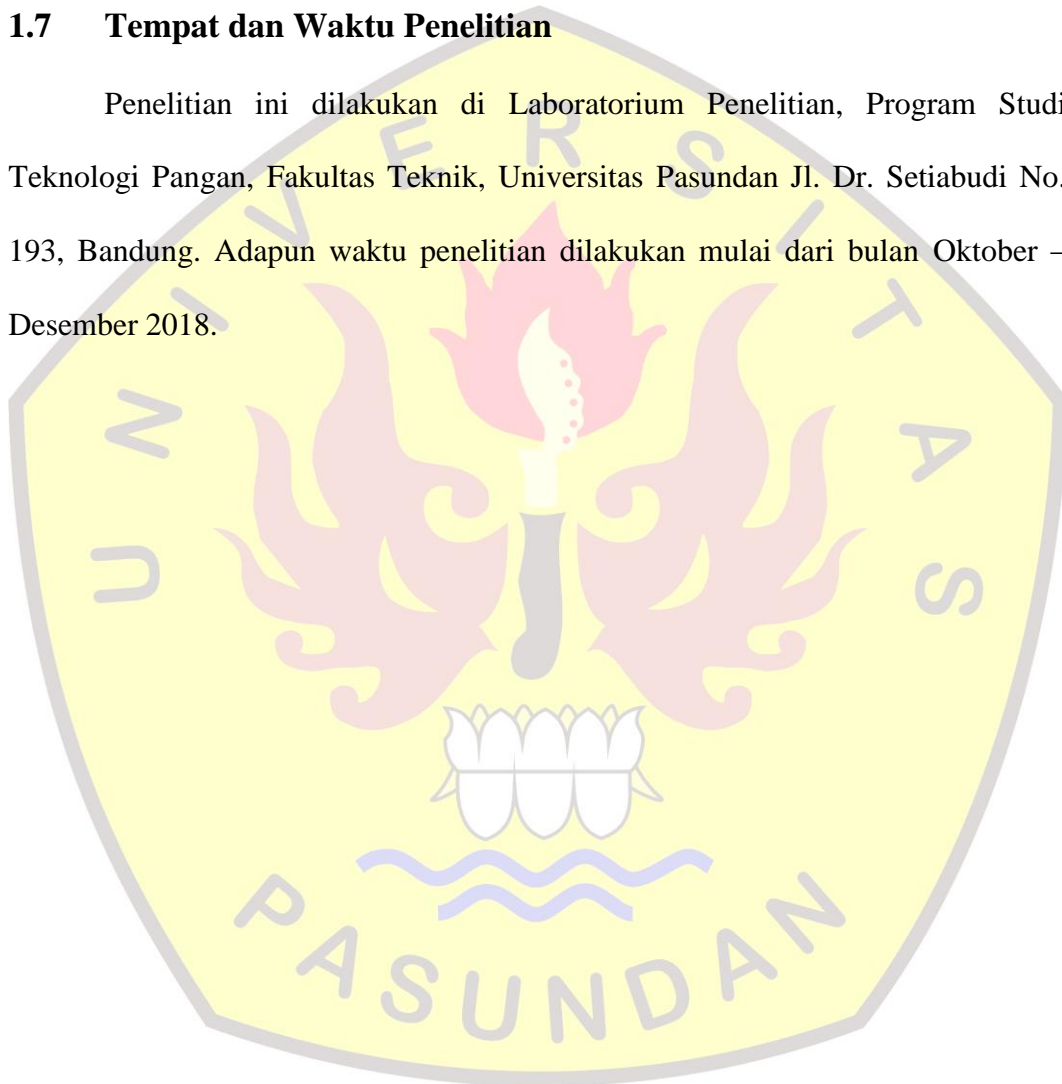 1.7 Tempat dan Waktu Penelitian
Penelitian ini dilakukan di Laboratorium Penelitian, Program Studi
Teknologi Pangan, Fakultas Teknik, Universitas Pasundan Jl. Dr. Setiabudi No.
193, Bandung. Adapun waktu penelitian dilakukan mulai dari bulan Oktober –
Desember 2018.
UNIVERSITAS
PASUNDAN